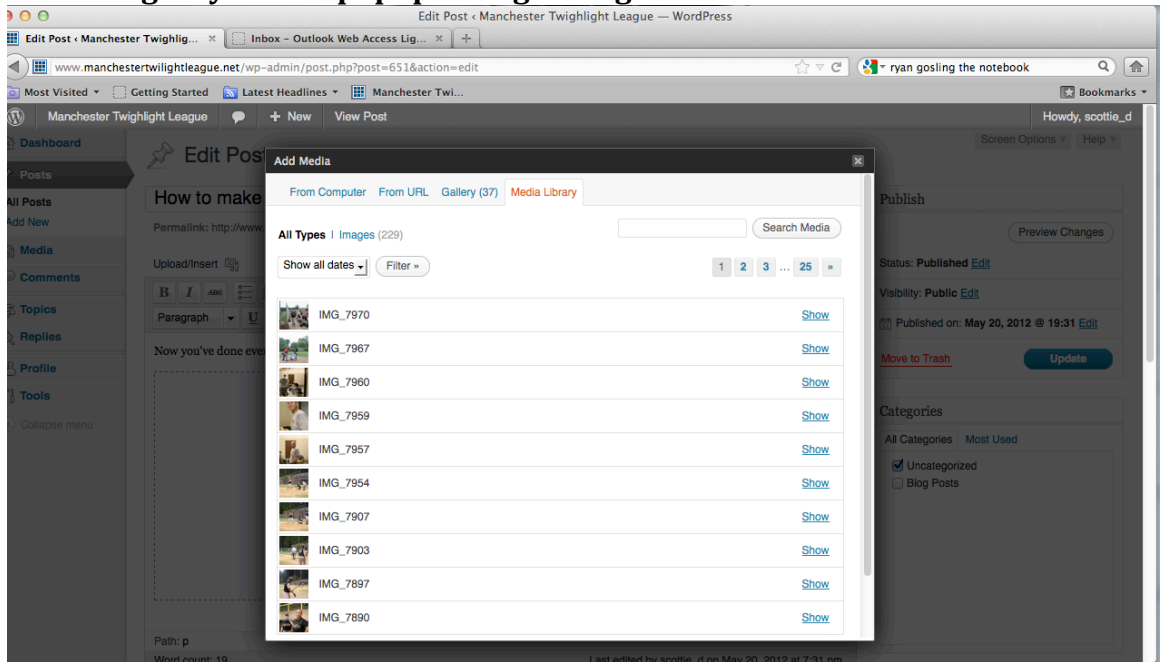 Edit Post ‹ Manchester Twighlight League — WordPress
Edit Post ‹ Manchester Twighlig... × Inbox – Outlook Web Access Lig... × +
www.manchestertwilightleague.net/wp-admin/post.php?post=651&action=edit ryan gosling the notebook
Most Visited Getting Started Latest Headlines Manchester Twi... Bookmarks
Manchester Twighlight League + New View Post Howdy, scottie_d
Dashboard
Posts
All Posts
Add New
Media
Comments
Topics
Replies
Profile
Tools
Collapse menu
Screen Options Help
Edit Post
How to make
Permalink: http://www.
Upload/Insert
B I ABC
Paragraph U
Now you've done eve
Path: p
Word count: 19
Last edited by scottie_d on May 20, 2012 at 7:31 pm
Add Media
From Computer From URL Gallery (37) Media Library
All Types | Images (229)
Search Media
Show all dates Filter »
1 2 3 ... 25 »
IMG_7970 Show
IMG_7967 Show
IMG_7960 Show
IMG_7959 Show
IMG_7957 Show
IMG_7954 Show
IMG_7907 Show
IMG_7903 Show
IMG_7897 Show
IMG_7890 Show
Publish
Preview Changes
Status: Published Edit
Visibility: Public Edit
Published on: May 20, 2012 @ 19:31 Edit
Move to Trash Update
Categories
All Categories Most Used
Uncategorized
Blog Posts